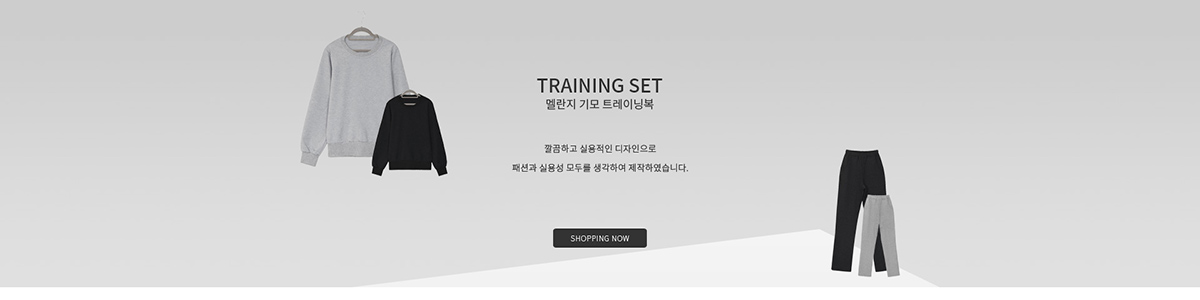 TRAINING SET
멜란지 기모 트레이닝복
깔끔하고 실용적인 디자인으로
패션과 실용성 모두를 생각하여 제작하였습니다.
SHOPPING NOW